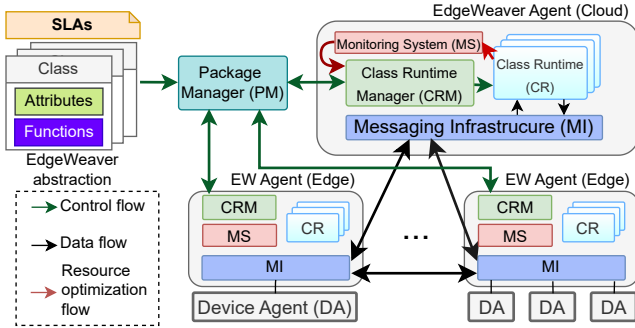 SLAs
Class
Attributes
Functions
EdgeWeaver
abstraction
Control flow
Data flow
Resource
optimization
flow
Package
Manager (PM)
EdgeWeaver Agent (Cloud)
Monitoring System (MS)
Class Runtime
Manager (CRM)
Class Runtime
(CR)
Messaging Infrastrucure (MI)
EW Agent (Edge)
CRM
MS
CR
MI
Device Agent (DA)
...
EW Agent (Edge)
CRM
MS
CR
MI
DA
DA
DA